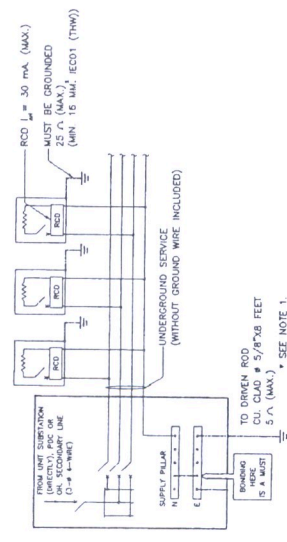 RCD I△n = 30 mA. (MAX.)
MUST BE GROUNDED
25 Ω (MAX.)
(MIN. 16 MM² IEC01 (THW))
RCD
RCD
RCD
UNDERGROUND SERVICE
(WITHOUT GROUND WIRE INCLUDED)
FROM UNIT SUBSTATION
(DIRECTLY), PDC OR
OH. SECONDARY LINE
(3-ø 4-WIRE)
SUPPLY PILLAR
N
E
BONDING
HERE
IS A MUST
TO DRIVEN ROD
CU. CLAD ø 5/8"X8 FEET
5 Ω (MAX.)
* SEE NOTE 1.